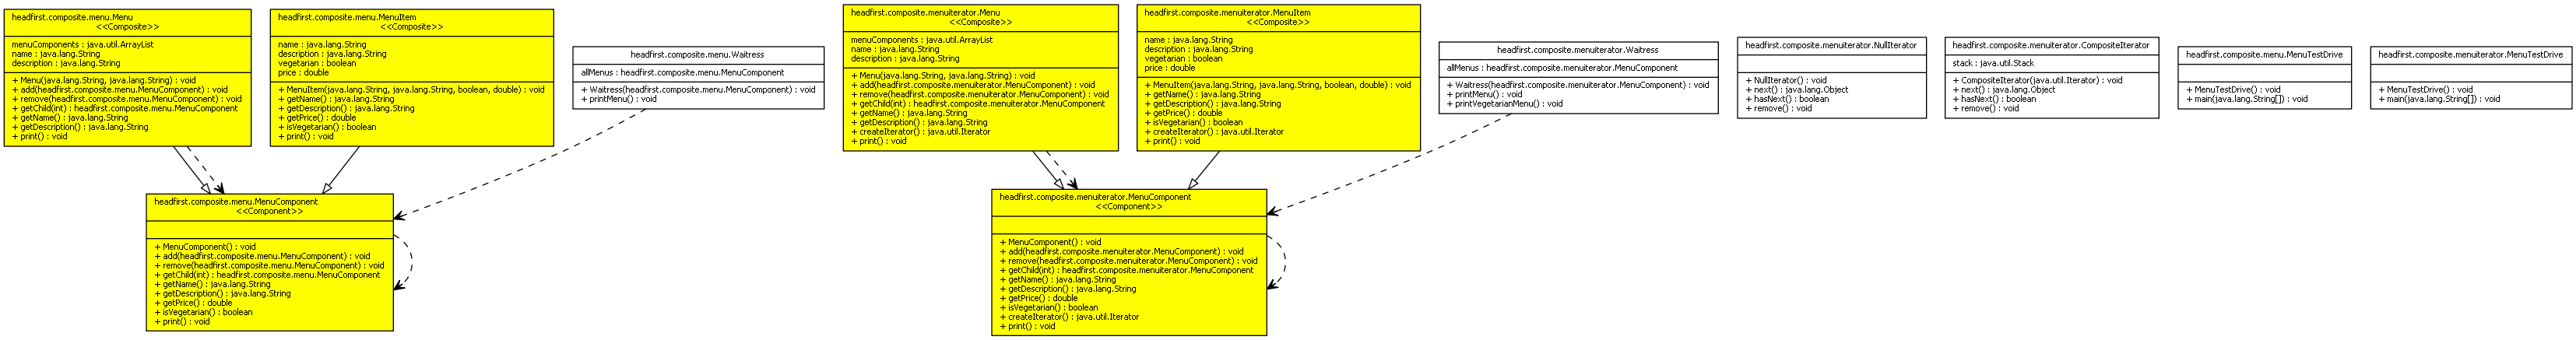 headfirst.composite.menu.Menu
<<Composite>>
menuComponents : java.util.ArrayList
name : java.lang.String
description : java.lang.String
+ Menu(java.lang.String, java.lang.String) : void
+ add(headfirst.composite.menu.MenuComponent) : void
+ remove(headfirst.composite.menu.MenuComponent) : void
+ getChild(int) : headfirst.composite.menu.MenuComponent
+ getName() : java.lang.String
+ getDescription() : java.lang.String
+ print() : void
headfirst.composite.menu.MenuItem
<<Composite>>
name : java.lang.String
description : java.lang.String
vegetarian : boolean
price : double
+ MenuItem(java.lang.String, java.lang.String, boolean, double) : void
+ getName() : java.lang.String
+ getDescription() : java.lang.String
+ getPrice() : double
+ isVegetarian() : boolean
+ print() : void
headfirst.composite.menu.Waitress
allMenus : headfirst.composite.menu.MenuComponent
+ Waitress(headfirst.composite.menu.MenuComponent) : void
+ printMenu() : void
headfirst.composite.menu.MenuComponent
<<Component>>
+ MenuComponent() : void
+ add(headfirst.composite.menu.MenuComponent) : void
+ remove(headfirst.composite.menu.MenuComponent) : void
+ getChild(int) : headfirst.composite.menu.MenuComponent
+ getName() : java.lang.String
+ getDescription() : java.lang.String
+ getPrice() : double
+ isVegetarian() : boolean
+ print() : void
headfirst.composite.menuiterator.Menu
<<Composite>>
menuComponents : java.util.ArrayList
name : java.lang.String
description : java.lang.String
+ Menu(java.lang.String, java.lang.String) : void
+ add(headfirst.composite.menuiterator.MenuComponent) : void
+ remove(headfirst.composite.menuiterator.MenuComponent) : void
+ getChild(int) : headfirst.composite.menuiterator.MenuComponent
+ getName() : java.lang.String
+ getDescription() : java.lang.String
+ createIterator() : java.util.Iterator
+ print() : void
headfirst.composite.menuiterator.MenuItem
<<Composite>>
name : java.lang.String
description : java.lang.String
vegetarian : boolean
price : double
+ MenuItem(java.lang.String, java.lang.String, boolean, double) : void
+ getName() : java.lang.String
+ getDescription() : java.lang.String
+ getPrice() : double
+ isVegetarian() : boolean
+ createIterator() : java.util.Iterator
+ print() : void
headfirst.composite.menuiterator.Waitress
allMenus : headfirst.composite.menuiterator.MenuComponent
+ Waitress(headfirst.composite.menuiterator.MenuComponent) : void
+ printMenu() : void
+ printVegetarianMenu() : void
headfirst.composite.menuiterator.MenuComponent
<<Component>>
+ MenuComponent() : void
+ add(headfirst.composite.menuiterator.MenuComponent) : void
+ remove(headfirst.composite.menuiterator.MenuComponent) : void
+ getChild(int) : headfirst.composite.menuiterator.MenuComponent
+ getName() : java.lang.String
+ getDescription() : java.lang.String
+ getPrice() : double
+ isVegetarian() : boolean
+ createIterator() : java.util.Iterator
+ print() : void
headfirst.composite.menuiterator.NullIterator
+ NullIterator() : void
+ next() : java.lang.Object
+ hasNext() : boolean
+ remove() : void
headfirst.composite.menuiterator.CompositeIterator
stack : java.util.Stack
+ CompositeIterator(java.util.Iterator) : void
+ next() : java.lang.Object
+ hasNext() : boolean
+ remove() : void
headfirst.composite.menu.MenuTestDrive
+ MenuTestDrive() : void
+ main(java.lang.String[]) : void
headfirst.composite.menuiterator.MenuTestDrive
+ MenuTestDrive() : void
+ main(java.lang.String[]) : void